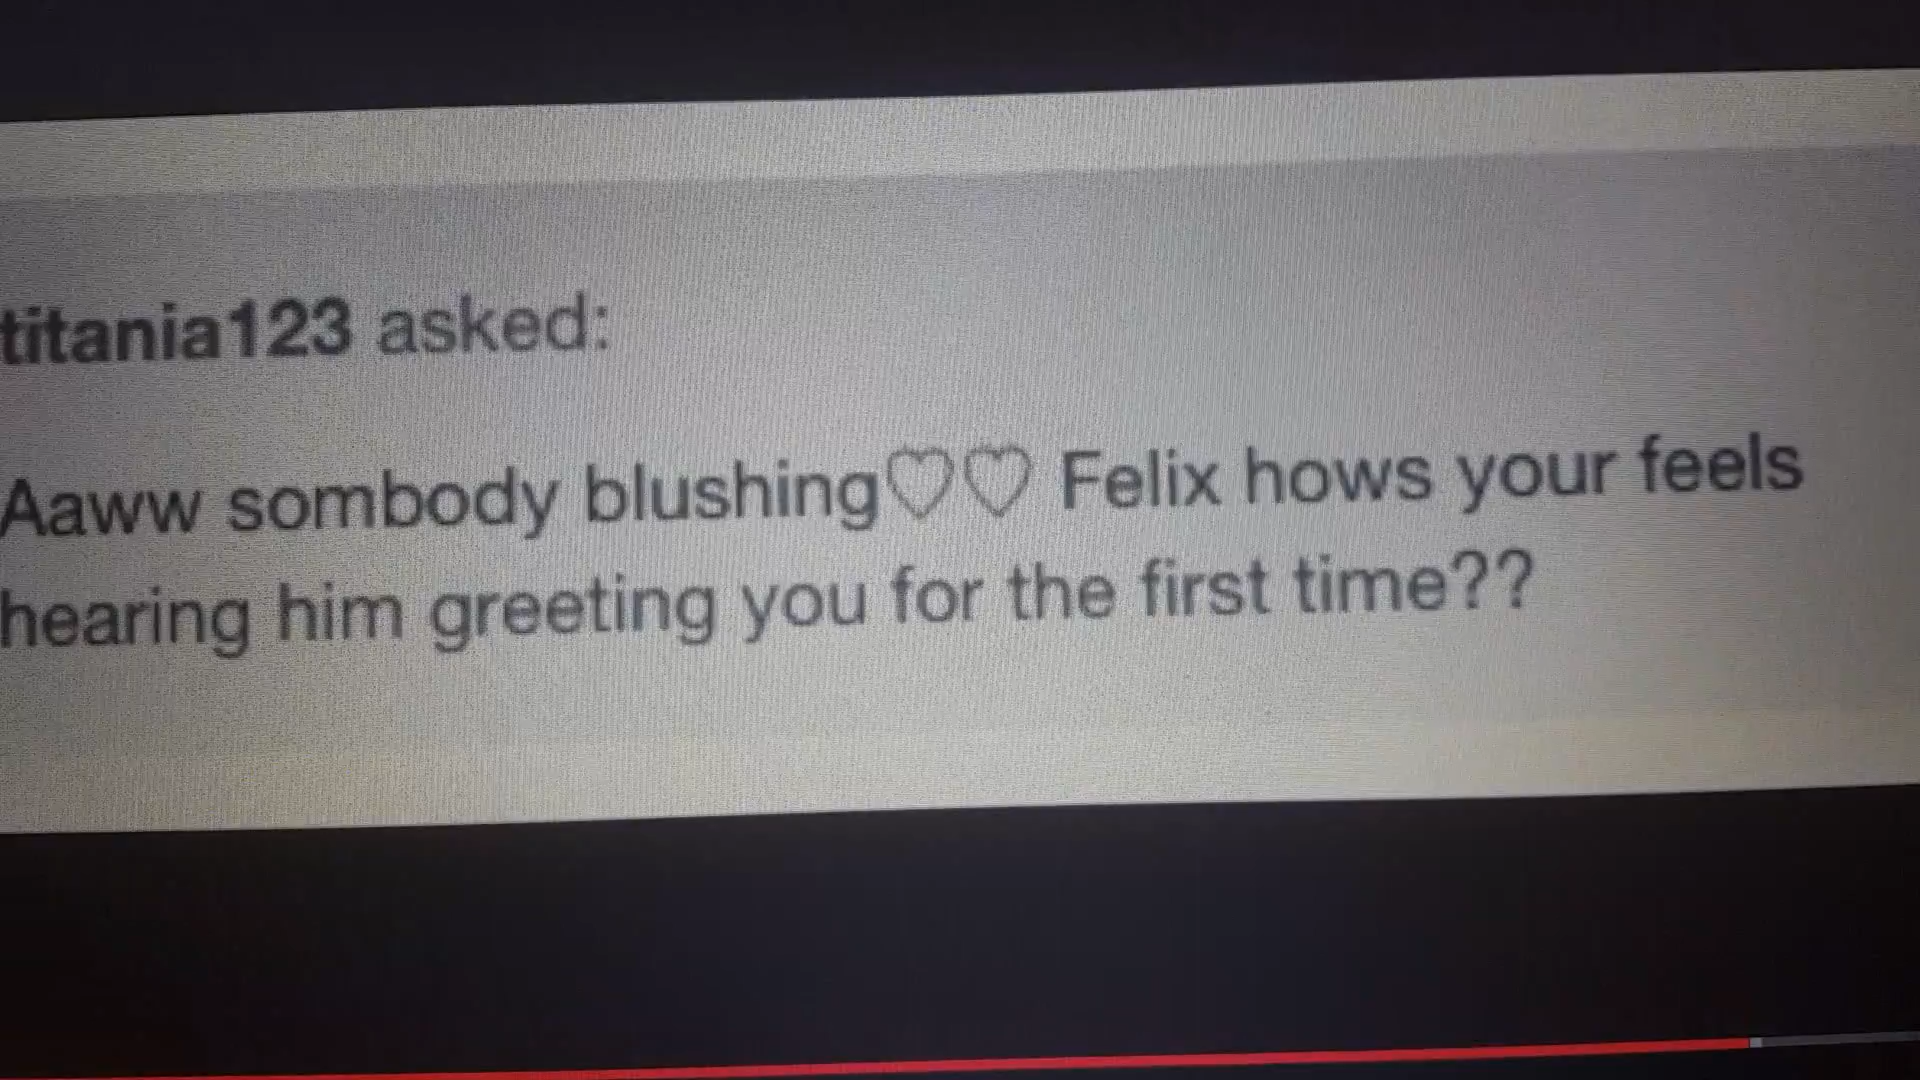 titania123 asked:
Aaww sombody blushing♡♡ Felix hows your feels
hearing him greeting you for the first time??